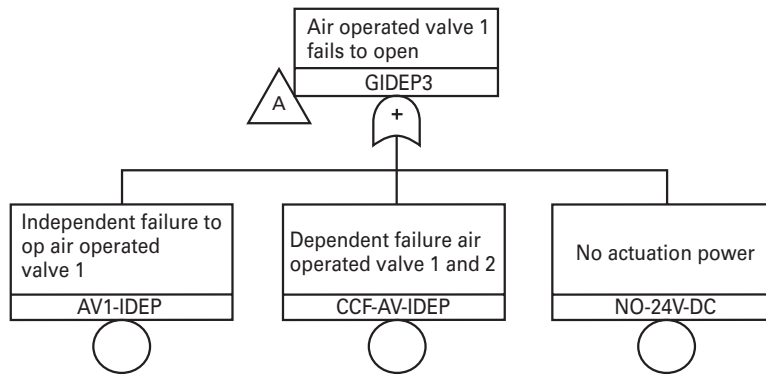 Air operated valve 1
fails to open
GIDEP3
A
+
Independent failure to
op air operated
valve 1
AV1-IDEP
Dependent failure air
operated valve 1 and 2
CCF-AV-IDEP
No actuation power
NO-24V-DC